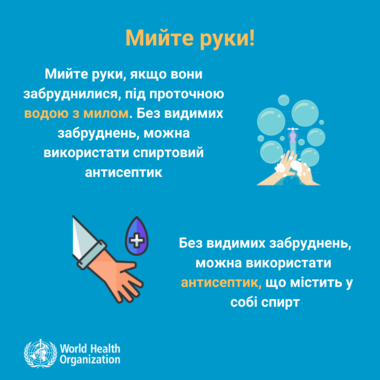 Мийте руки!
Мийте руки, якщо вони
забруднилися, під проточною
водою з милом. Без видимих
забруднень, можна
використати спиртовий
антисептик
Без видимих забруднень,
можна використати
антисептик, що містить у
собі спирт
World Health
Organization